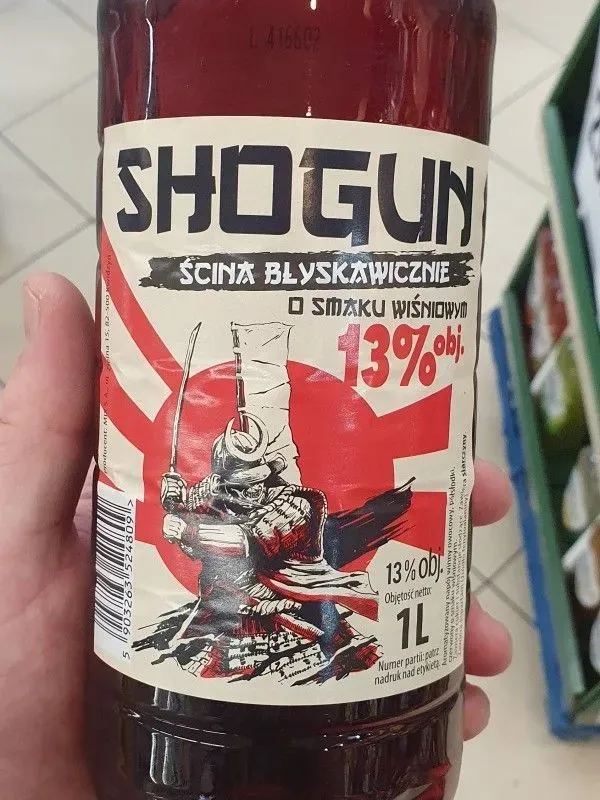 L 416602
SHOGUN
ŚCINA BŁYSKAWICZNIE
O SMAKU WIŚNIOWYM
13% obj.
13% obj.
Objętość netto:
1L
Numer partii: patrz
nadruk nad etykietą.
5 903263 524809 >